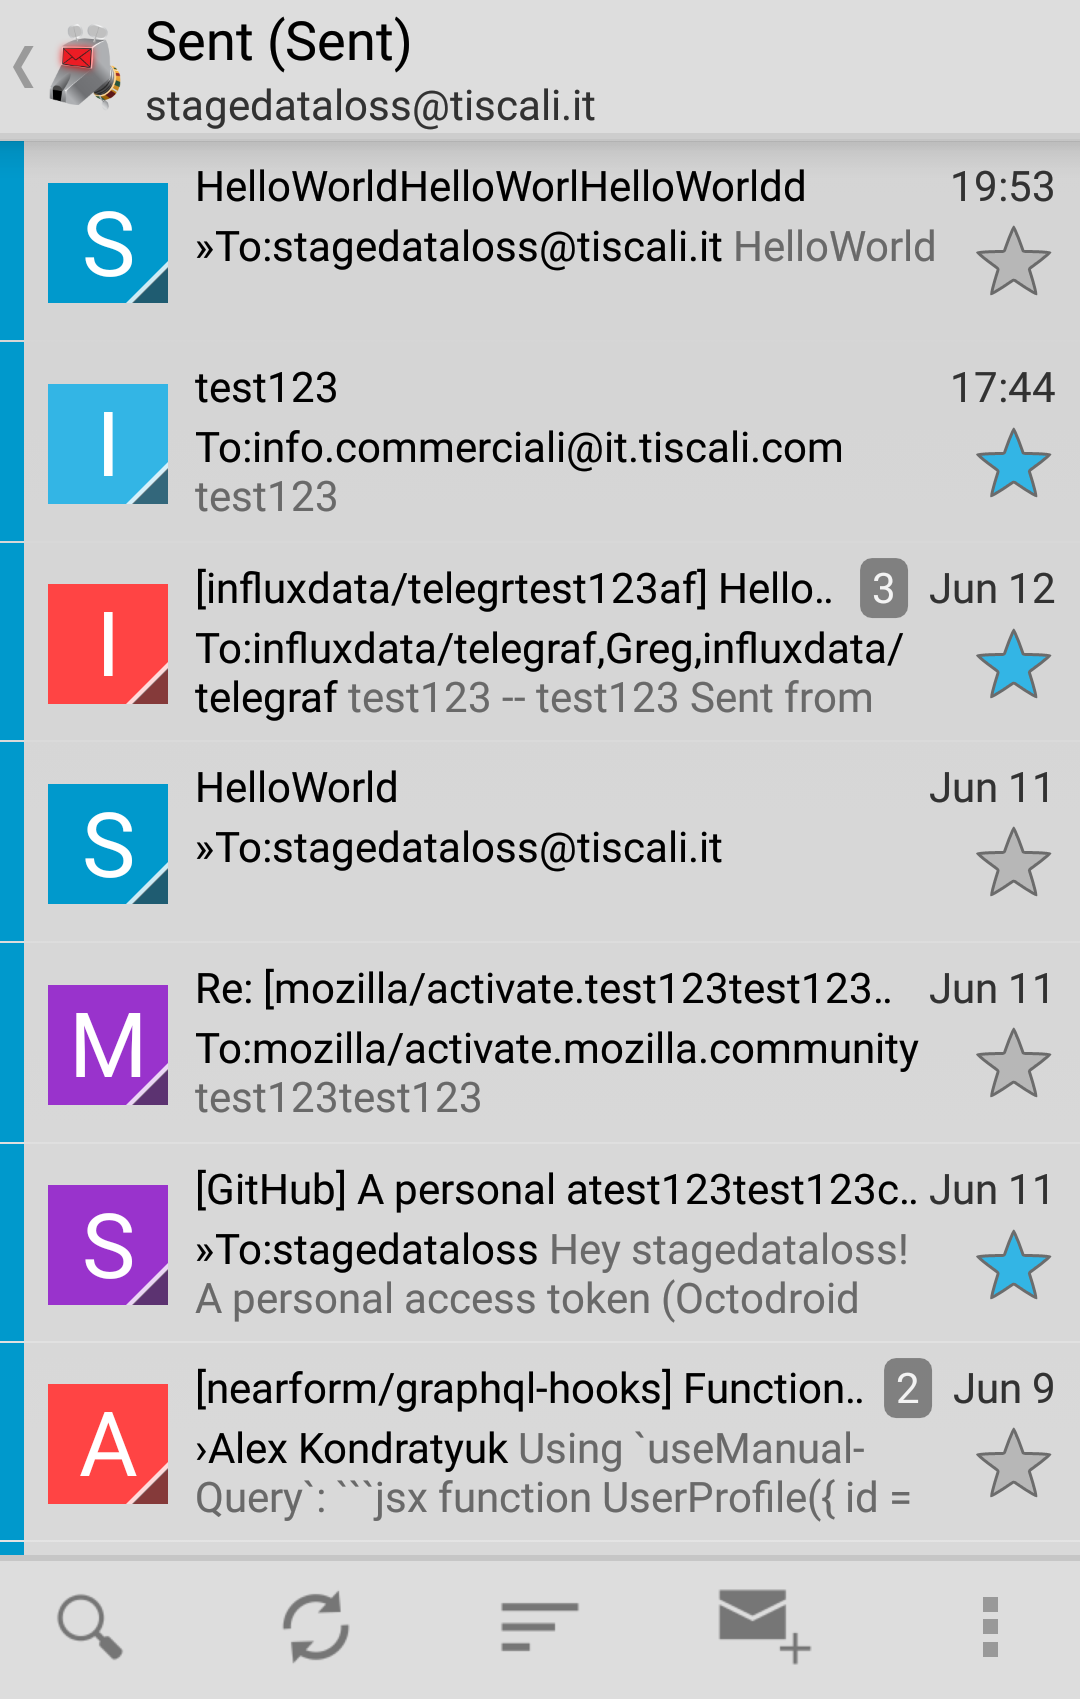 Sent (Sent)
stagedataloss@tiscali.it
S
HelloWorldHelloWorlHelloWorldd 19:53
»To:stagedataloss@tiscali.it HelloWorld
I
test123 17:44
To:info.commerciali@it.tiscali.com
test123
I
[influxdata/telegrtest123af] Hello.. 3 Jun 12
To:influxdata/telegraf,Greg,influxdata/
telegraf test123 -- test123 Sent from
S
HelloWorld Jun 11
»To:stagedataloss@tiscali.it
M
Re: [mozilla/activate.test123test123.. Jun 11
To:mozilla/activate.mozilla.community
test123test123
S
[GitHub] A personal atest123test123c.. Jun 11
»To:stagedataloss Hey stagedataloss!
A personal access token (Octodroid
A
[nearform/graphql-hooks] Function.. 2 Jun 9
›Alex Kondratyuk Using `useManual-
Query`: ```jsx function UserProfile({ id =